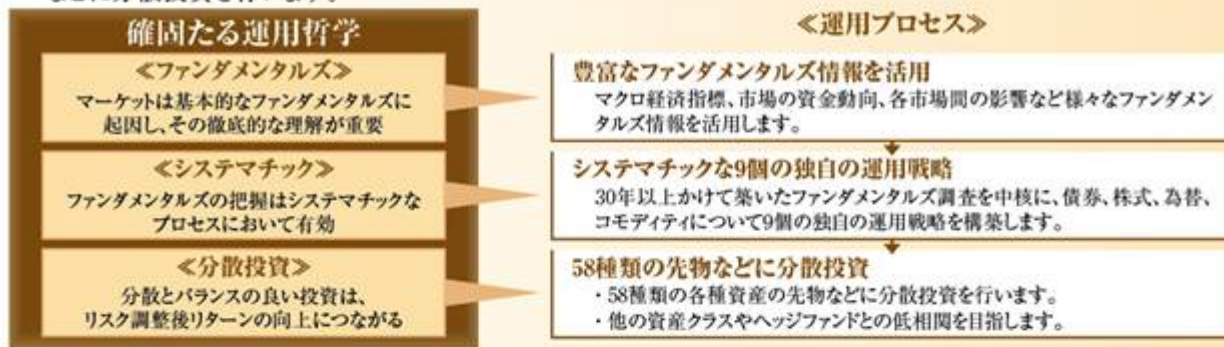 確固たる運用哲学
≪ファンダメンタルズ≫
マーケットは基本的なファンダメンタルズに
起因し、その徹底的な理解が重要
≪システマチック≫
ファンダメンタルズの把握はシステマチックな
プロセスにおいて有効
≪分散投資≫
分散とバランスの良い投資は、
リスク調整後リターンの向上につながる
≪運用プロセス≫
豊富なファンダメンタルズ情報を活用
マクロ経済指標、市場の資金動向、各市場間の影響など様々なファンダメン
タルズ情報を活用します。
システマチックな9個の独自の運用戦略
30年以上かけて築いたファンダメンタルズ調査を中核に、債券、株式、為替、
コモディティについて9個の独自の運用戦略を構築します。
58種類の先物などに分散投資
・58種類の各種資産の先物などに分散投資を行います。
・他の資産クラスやヘッジファンドとの低相関を目指します。